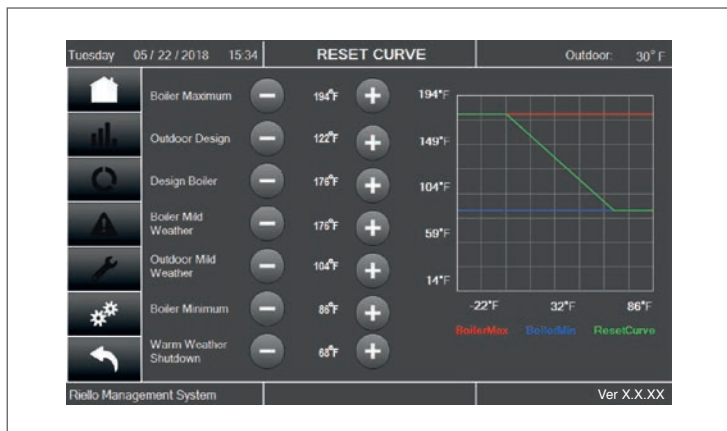 Tuesday 05 / 22 / 2018 15:34 RESET CURVE Outdoor: 30°F
Boiler Maximum 194°F
Outdoor Design 122°F
Design Boiler 176°F
Boiler Mild
Weather 176°F
Outdoor Mild
Weather 104°F
Boiler Minimum 86°F
Warm Weather
Shutdown 68°F
194°F
149°F
104°F
59°F
14°F
-22°F 32°F 86°F
BoilerMax BoilerMin ResetCurve
Riello Management System Ver X.X.XX